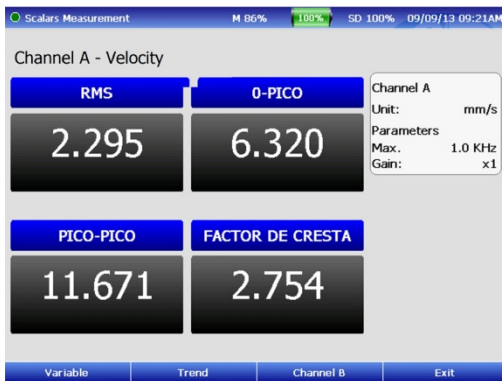 Scalars Measurement M 86% 100% SD 100% 09/09/13 09:21AM
Channel A - Velocity
RMS 0-PICO
2.295 6.320
Channel A
Unit: mm/s
Parameters
Max. 1.0 KHz
Gain: x1
PICO-PICO FACTOR DE CRESTA
11.671 2.754
Variable Trend Channel B Exit